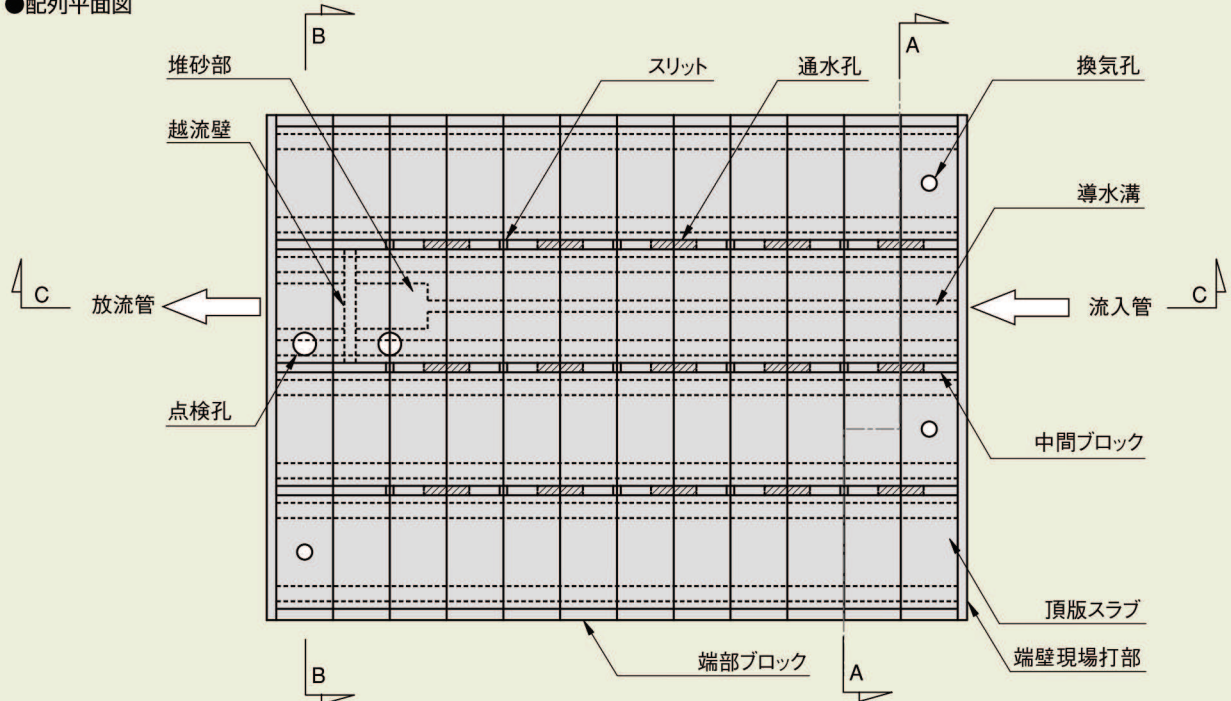 ●配列平面図
B
A
堆砂部
スリット
通水孔
換気孔
越流壁
導水溝
C
放流管
流入管
C
点検孔
中間ブロック
頂版スラブ
端部ブロック
端壁現場打部
B
A